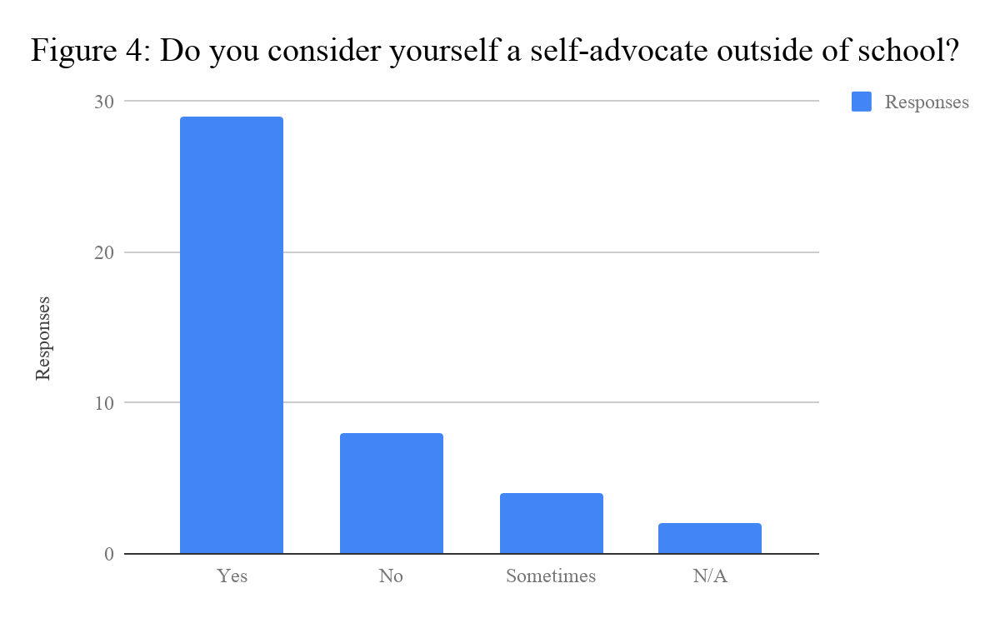 Figure 4: Do you consider yourself a self-advocate outside of school?
30
Responses
20
Responses
10
0
Yes
No
Sometimes
N/A